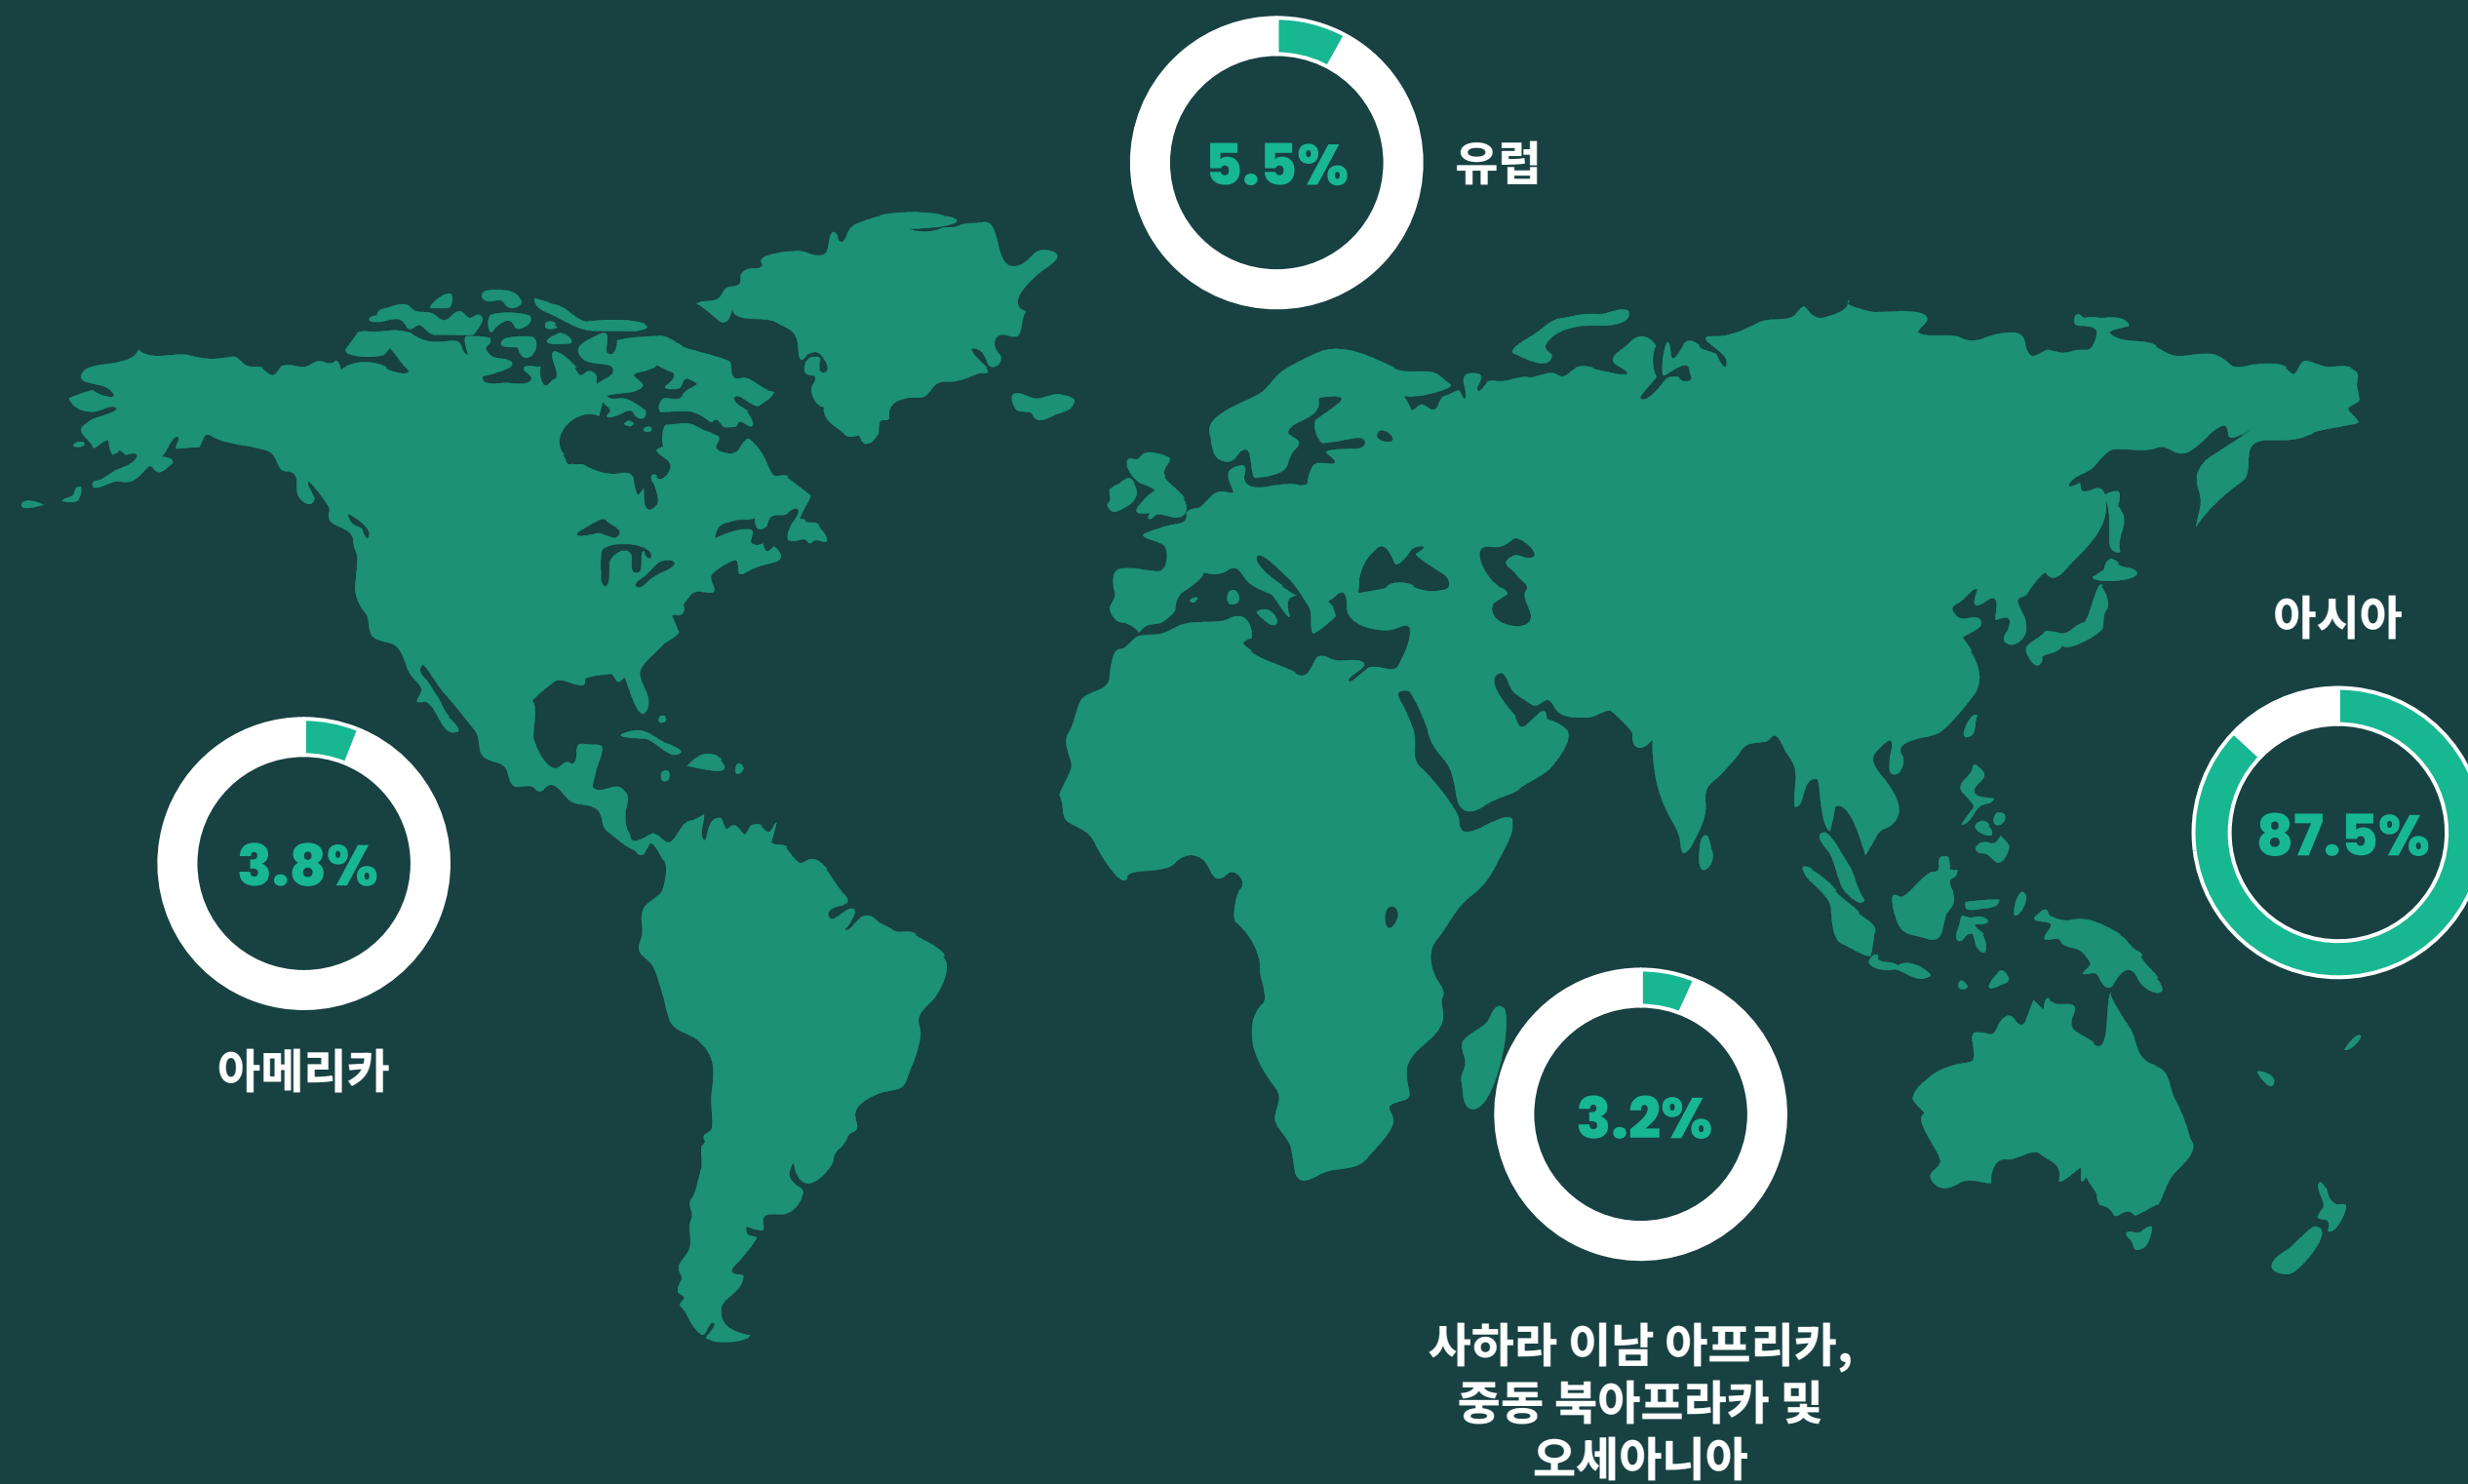 5.5%
유럽
아시아
87.5%
3.8%
아메리카
3.2%
사하라 이남 아프리카,
중동 북아프라카 및
오세아니아